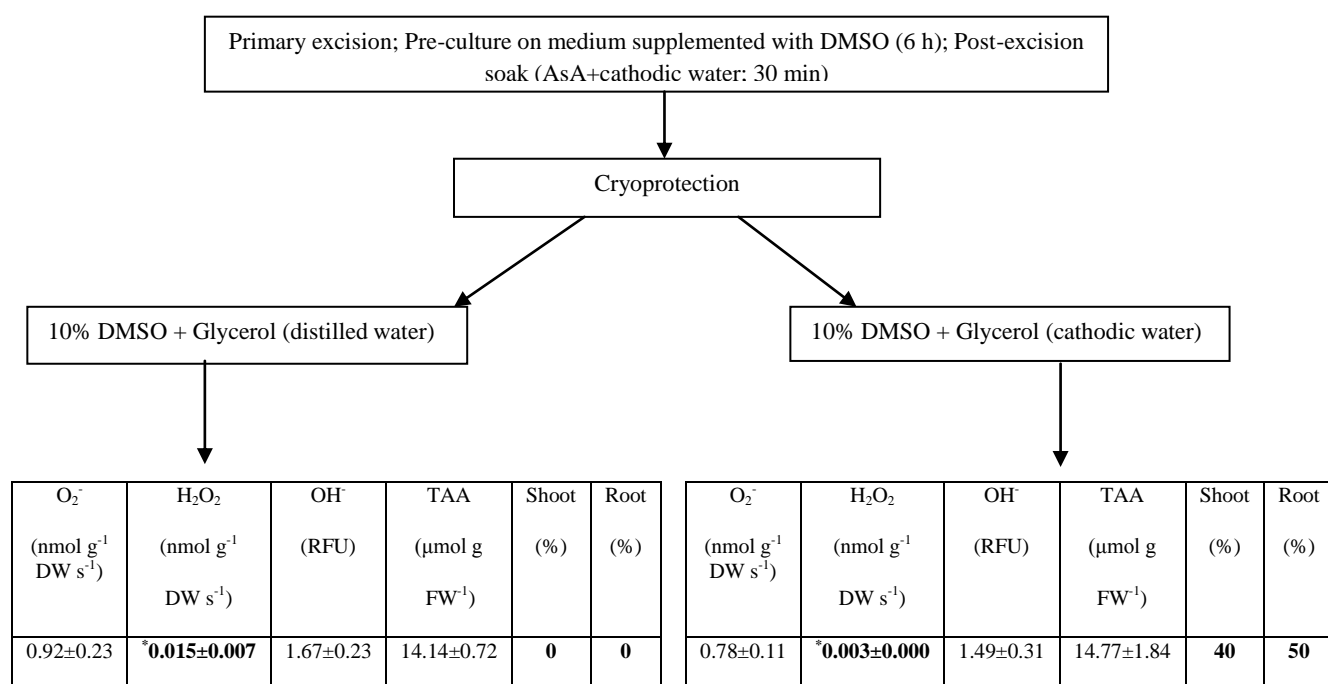 Primary excision; Pre-culture on medium supplemented with DMSO (6 h); Post-excision
soak (AsA+cathodic water; 30 min)
Cryoprotection
10% DMSO + Glycerol (distilled water)
10% DMSO + Glycerol (cathodic water)
O₂⁻ H₂O₂ OH⁻ TAA Shoot Root
(nmol g⁻¹ DW s⁻¹) (nmol g⁻¹ DW s⁻¹) (RFU) (μmol g FW⁻¹) (%) (%)
0.92±0.23 *0.015±0.007 1.67±0.23 14.14±0.72 0 0
O₂⁻ H₂O₂ OH⁻ TAA Shoot Root
(nmol g⁻¹ DW s⁻¹) (nmol g⁻¹ DW s⁻¹) (RFU) (μmol g FW⁻¹) (%) (%)
0.78±0.11 *0.003±0.000 1.49±0.31 14.77±1.84 40 50